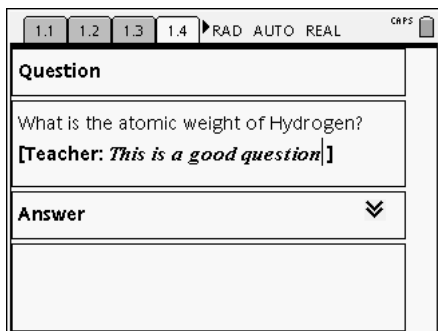 1.1 1.2 1.3 1.4 RAD AUTO REAL CAPS
Question
What is the atomic weight of Hydrogen?
[Teacher: This is a good question]
Answer